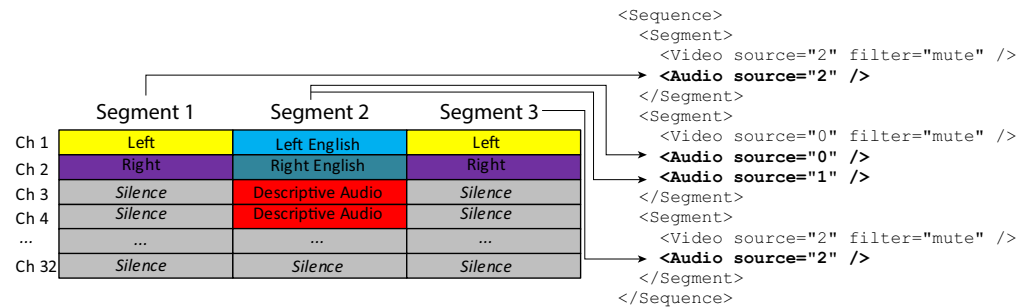 <Sequence>
<Segment>
<Video source="2" filter="mute" />
<Audio source="2" />
</Segment>
<Segment>
<Video source="0" filter="mute" />
<Audio source="0" />
<Audio source="1" />
</Segment>
<Segment>
<Video source="2" filter="mute" />
<Audio source="2" />
</Segment>
</Sequence>
Segment 1 Segment 2 Segment 3
Ch 1 Left Left English Left
Ch 2 Right Right English Right
Ch 3 Silence Descriptive Audio Silence
Ch 4 Silence Descriptive Audio Silence
... ... ... ...
Ch 32 Silence Silence Silence